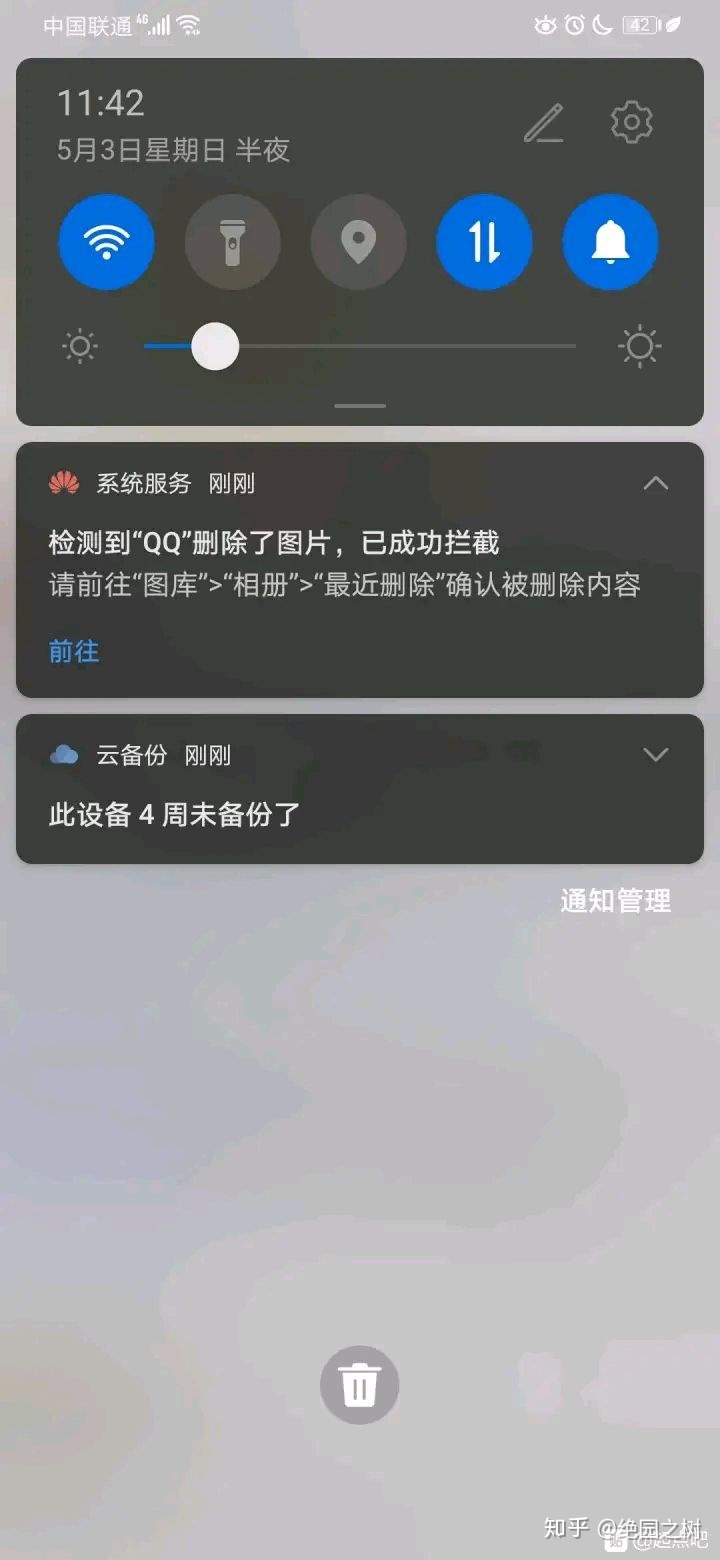 中国联通 4G 42
11:42
5月3日星期日 半夜
系统服务 刚刚
检测到“QQ”删除了图片，已成功拦截
请前往“图库”>“相册”>“最近删除”确认被删除内容
前往
云备份 刚刚
此设备 4 周未备份了
通知管理
知乎 @绝园之树
贴 @起点吧